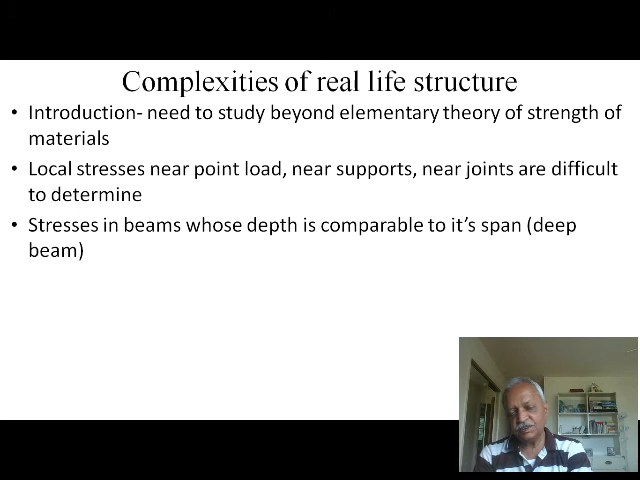 Complexities of real life structure
• Introduction- need to study beyond elementary theory of strength of
materials
• Local stresses near point load, near supports, near joints are difficult
to determine
• Stresses in beams whose depth is comparable to it's span (deep
beam)